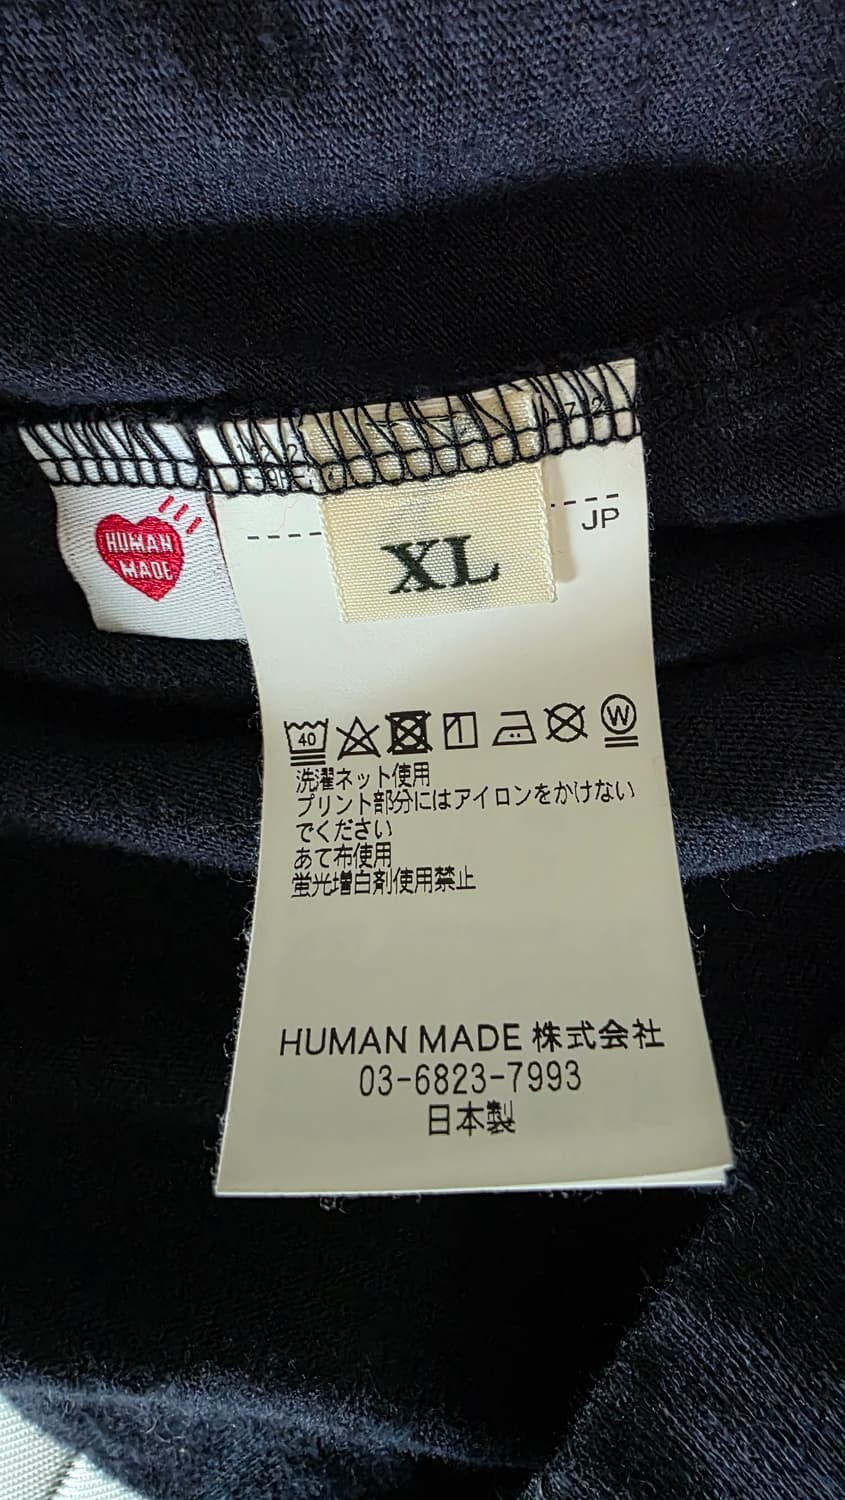 HUMAN
MADE
XL
JP
40
W
洗濯ネット使用
プリント部分にはアイロンをかけない
でください
あて布使用
蛍光増白剤使用禁止
HUMAN MADE 株式会社
03-6823-7993
日本製